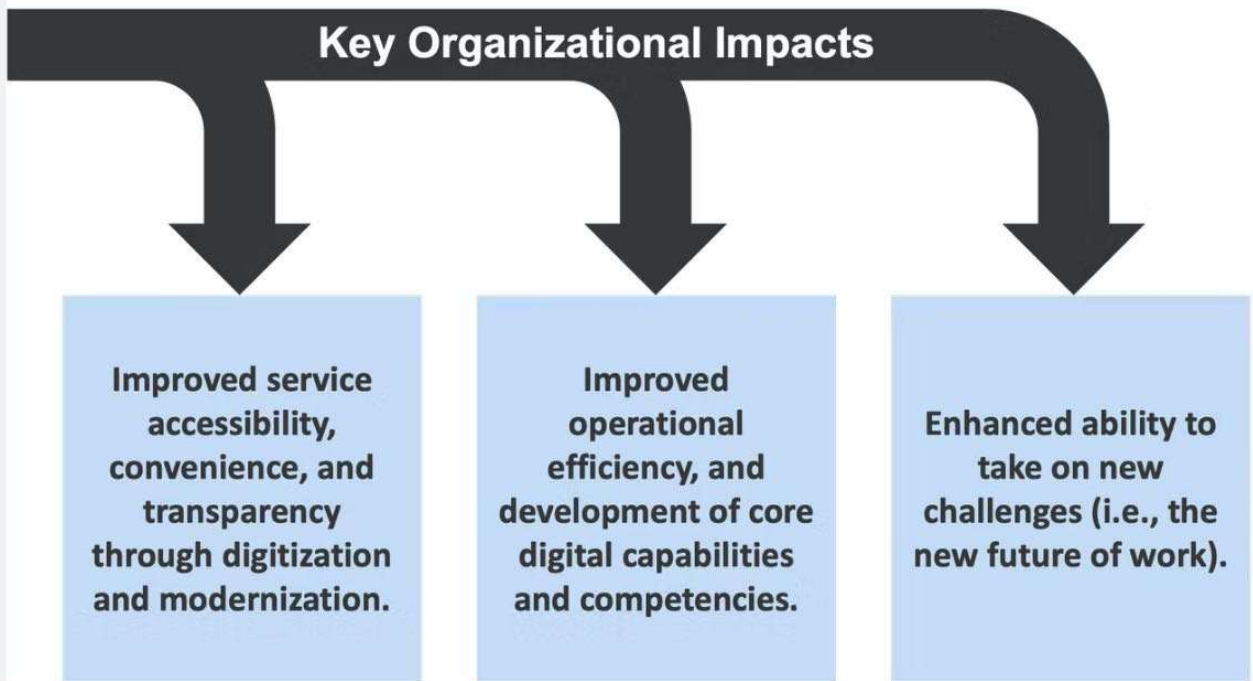 Key Organizational Impacts
Improved service
accessibility,
convenience, and
transparency
through digitization
and modernization.
Improved
operational
efficiency, and
development of core
digital capabilities
and competencies.
Enhanced ability to
take on new
challenges (i.e., the
new future of work).